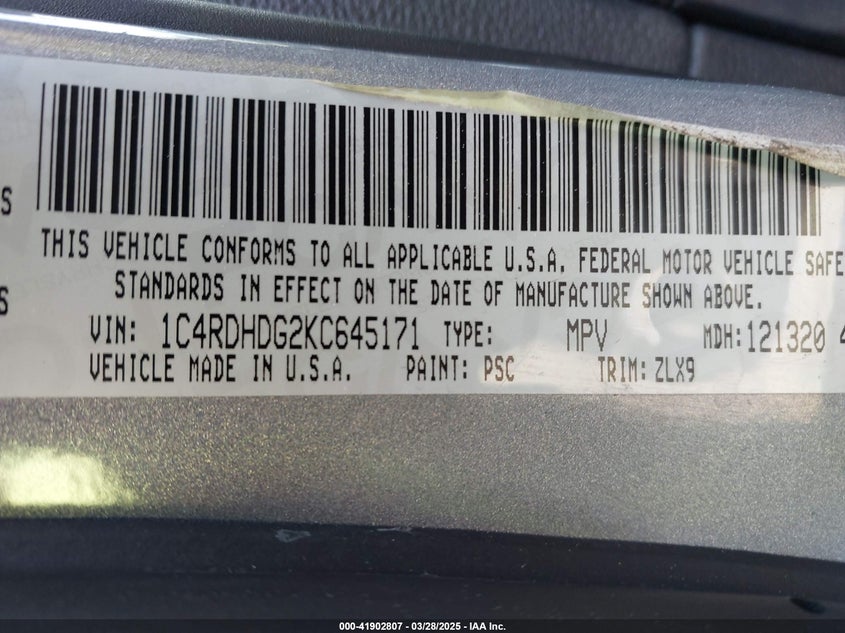 S
THIS VEHICLE CONFORMS TO ALL APPLICABLE U.S.A. FEDERAL MOTOR VEHICLE SAFE
STANDARDS IN EFFECT ON THE DATE OF MANUFACTURE SHOWN ABOVE.
S
VIN: 1C4RDHDG2KC645171 TYPE: MPV MDH:121320 4
VEHICLE MADE IN U.S.A. PAINT: PSC TRIM: ZLX9
000-41902807 - 03/28/2025 - IAA Inc.